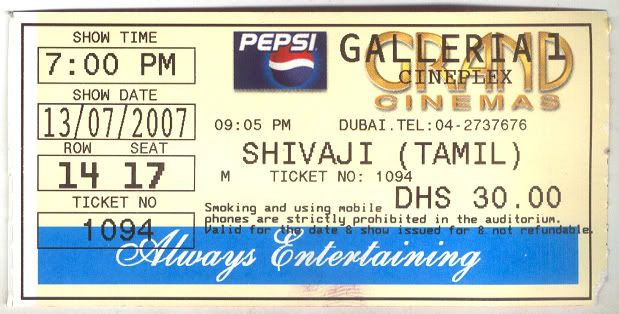 SHOW TIME
7:00 PM
SHOW DATE
13/07/2007
ROW SEAT
14 17
TICKET NO
1094
PEPSI
GALLERIA 1
CINEPLEX
GRAND
CINEMAS
09:05 PM DUBAI.TEL:04-2737676
SHIVAJI (TAMIL)
M TICKET NO: 1094
DHS 30.00
Smoking and using mobile
phones are strictly prohibited in the auditorium.
Valid for the date & show issued for & not refundable.
Always Entertaining